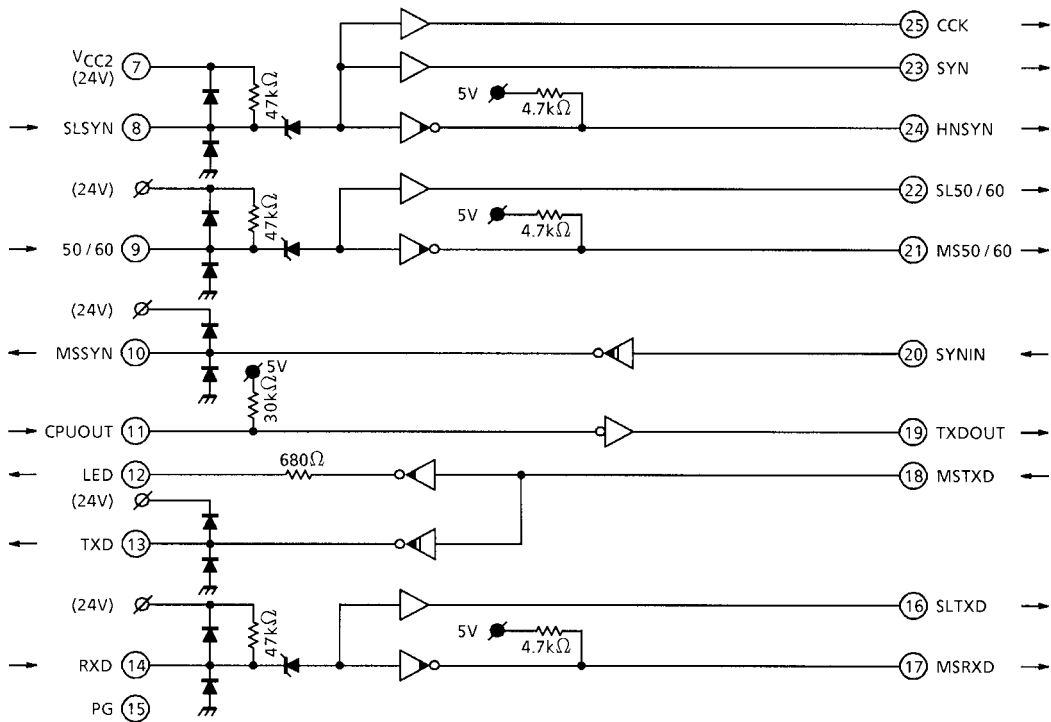 25 CCK
VCC2 7
(24V)
47kΩ
23 SYN
5V
4.7kΩ
SLSYN 8
24 HNSYN
(24V)
47kΩ
22 SL50/60
5V
4.7kΩ
50/60 9
21 MS50/60
(24V)
MSSYN 10
20 SYNIN
5V
30kΩ
CPUOUT 11
19 TXDOUT
LED 12
680Ω
18 MSTXD
(24V)
TXD 13
(24V)
47kΩ
16 SLTXD
5V
4.7kΩ
RXD 14
17 MSRXD
PG 15